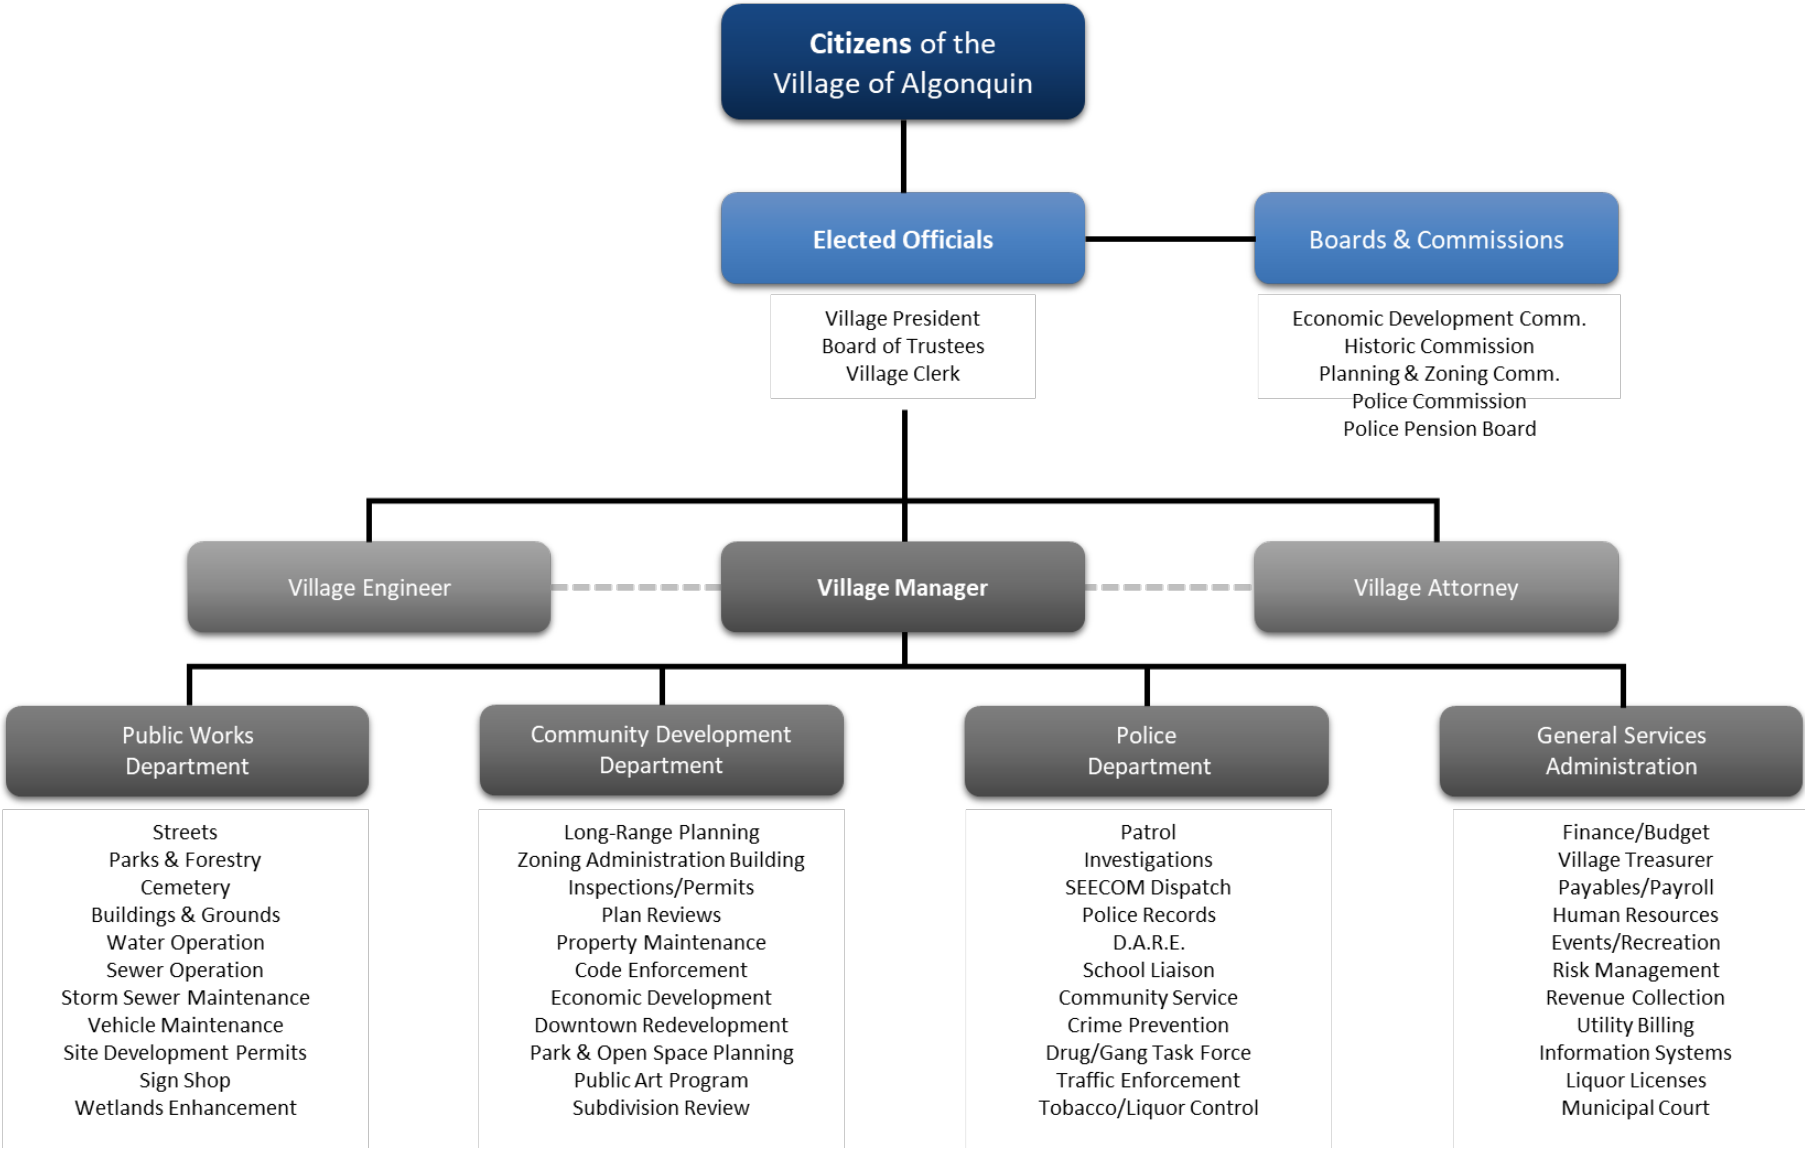 Citizens of the
Village of Algonquin
Elected Officials
Boards & Commissions
Village President
Board of Trustees
Village Clerk
Economic Development Comm.
Historic Commission
Planning & Zoning Comm.
Police Commission
Police Pension Board
Village Engineer
Village Manager
Village Attorney
Public Works
Department
Streets
Parks & Forestry
Cemetery
Buildings & Grounds
Water Operation
Sewer Operation
Storm Sewer Maintenance
Vehicle Maintenance
Site Development Permits
Sign Shop
Wetlands Enhancement
Community Development
Department
Long-Range Planning
Zoning Administration Building
Inspections/Permits
Plan Reviews
Property Maintenance
Code Enforcement
Economic Development
Downtown Redevelopment
Park & Open Space Planning
Public Art Program
Subdivision Review
Police
Department
Patrol
Investigations
SEECOM Dispatch
Police Records
D.A.R.E.
School Liaison
Community Service
Crime Prevention
Drug/Gang Task Force
Traffic Enforcement
Tobacco/Liquor Control
General Services
Administration
Finance/Budget
Village Treasurer
Payables/Payroll
Human Resources
Events/Recreation
Risk Management
Revenue Collection
Utility Billing
Information Systems
Liquor Licenses
Municipal Court